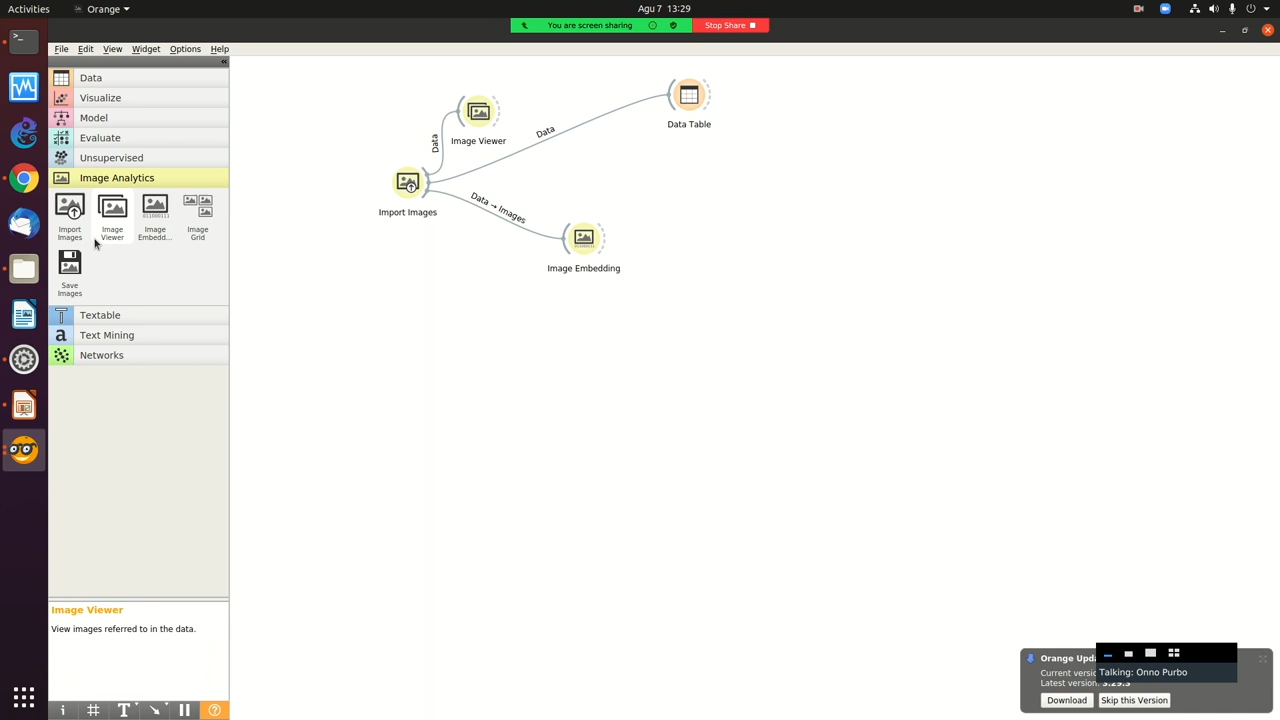 Activities
Orange
Agu 7 13:29
You are screen sharing
Stop Share
File Edit View Widget Options Help
Data
Visualize
Model
Evaluate
Unsupervised
Image Analytics
Import Images
Image Viewer
Image Embedd...
Image Grid
Save Images
Textable
Text Mining
Networks
Data
Image Viewer
Data
Data Table
Import Images
Data → Images
Image Embedding
Image Viewer
View images referred to in the data.
Orange Upda
Talking: Onno Purbo
Current versic
Latest version:
Download
Skip this Version